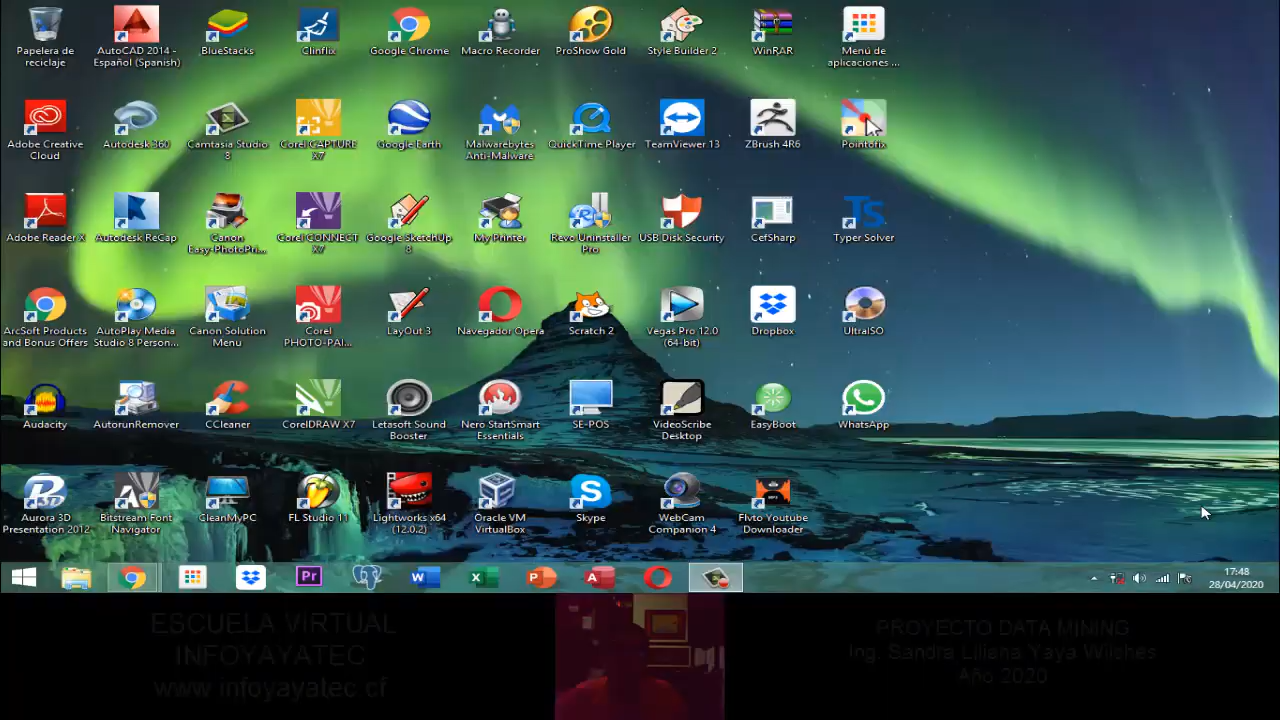 Papelera de
reciclaje
AutoCAD 2014 -
Español (Spanish)
BlueStacks
Clinflix
Google Chrome
Macro Recorder
ProShow Gold
Style Builder 2
WinRAR
Menú de
aplicaciones ...
Adobe Creative
Cloud
Autodesk 360
Camtasia Studio
8
Corel CAPTURE
X7
Google Earth
Malwarebytes
Anti-Malware
QuickTime Player
TeamViewer 13
ZBrush 4R6
Pointofix
Adobe Reader X
Autodesk ReCap
Canon
Easy-PhotoPri...
Corel CONNECT
X7
Google SketchUp
8
My Printer
Revo Uninstaller
Pro
USB Disk Security
CefSharp
TS
Typer Solver
ArcSoft Products
and Bonus Offers
AutoPlay Media
Studio 8 Person...
Canon Solution
Menu
Corel
PHOTO-PAI...
LayOut 3
Navegador Opera
Scratch 2
Vegas Pro 12.0
(64-bit)
Dropbox
UltraISO
Audacity
AutorunRemover
CCleaner
CorelDRAW X7
Letasoft Sound
Booster
Nero StartSmart
Essentials
SE-POS
VideoScribe
Desktop
EasyBoot
WhatsApp
Aurora 3D
Presentation 2012
Bitstream Font
Navigator
CleanMyPC
FL Studio 11
Lightworks x64
(12.0.2)
Oracle VM
VirtualBox
Skype
WebCam
Companion 4
MP3
Flvto Youtube
Downloader
Pr
W
X
P
A
17:48
28/04/2020
ESCUELA VIRTUAL
INFOYAYATEC
www infoyayatec cf
PROYECTO DATA MINING
Ing. Sandra Liliana Yaya Wilches
Año 2020